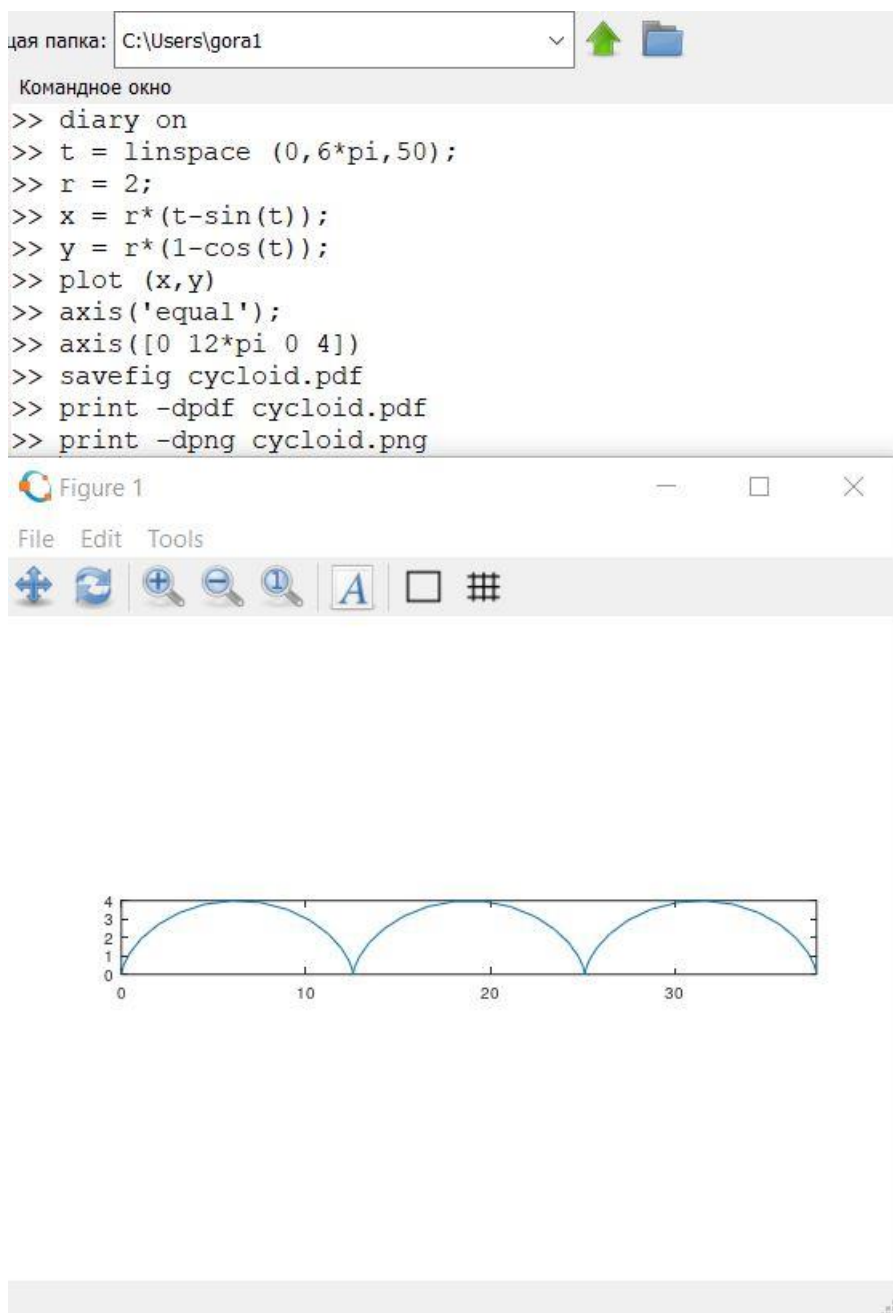 щая папка: C:\Users\gora1
Командное окно
>> diary on
>> t = linspace (0,6*pi,50);
>> r = 2;
>> x = r*(t-sin(t));
>> y = r*(1-cos(t));
>> plot (x,y)
>> axis('equal');
>> axis([0 12*pi 0 4])
>> savefig cycloid.pdf
>> print -dpdf cycloid.pdf
>> print -dpng cycloid.png
Figure 1
File Edit Tools
A
4
3
2
1
0
0 10 20 30